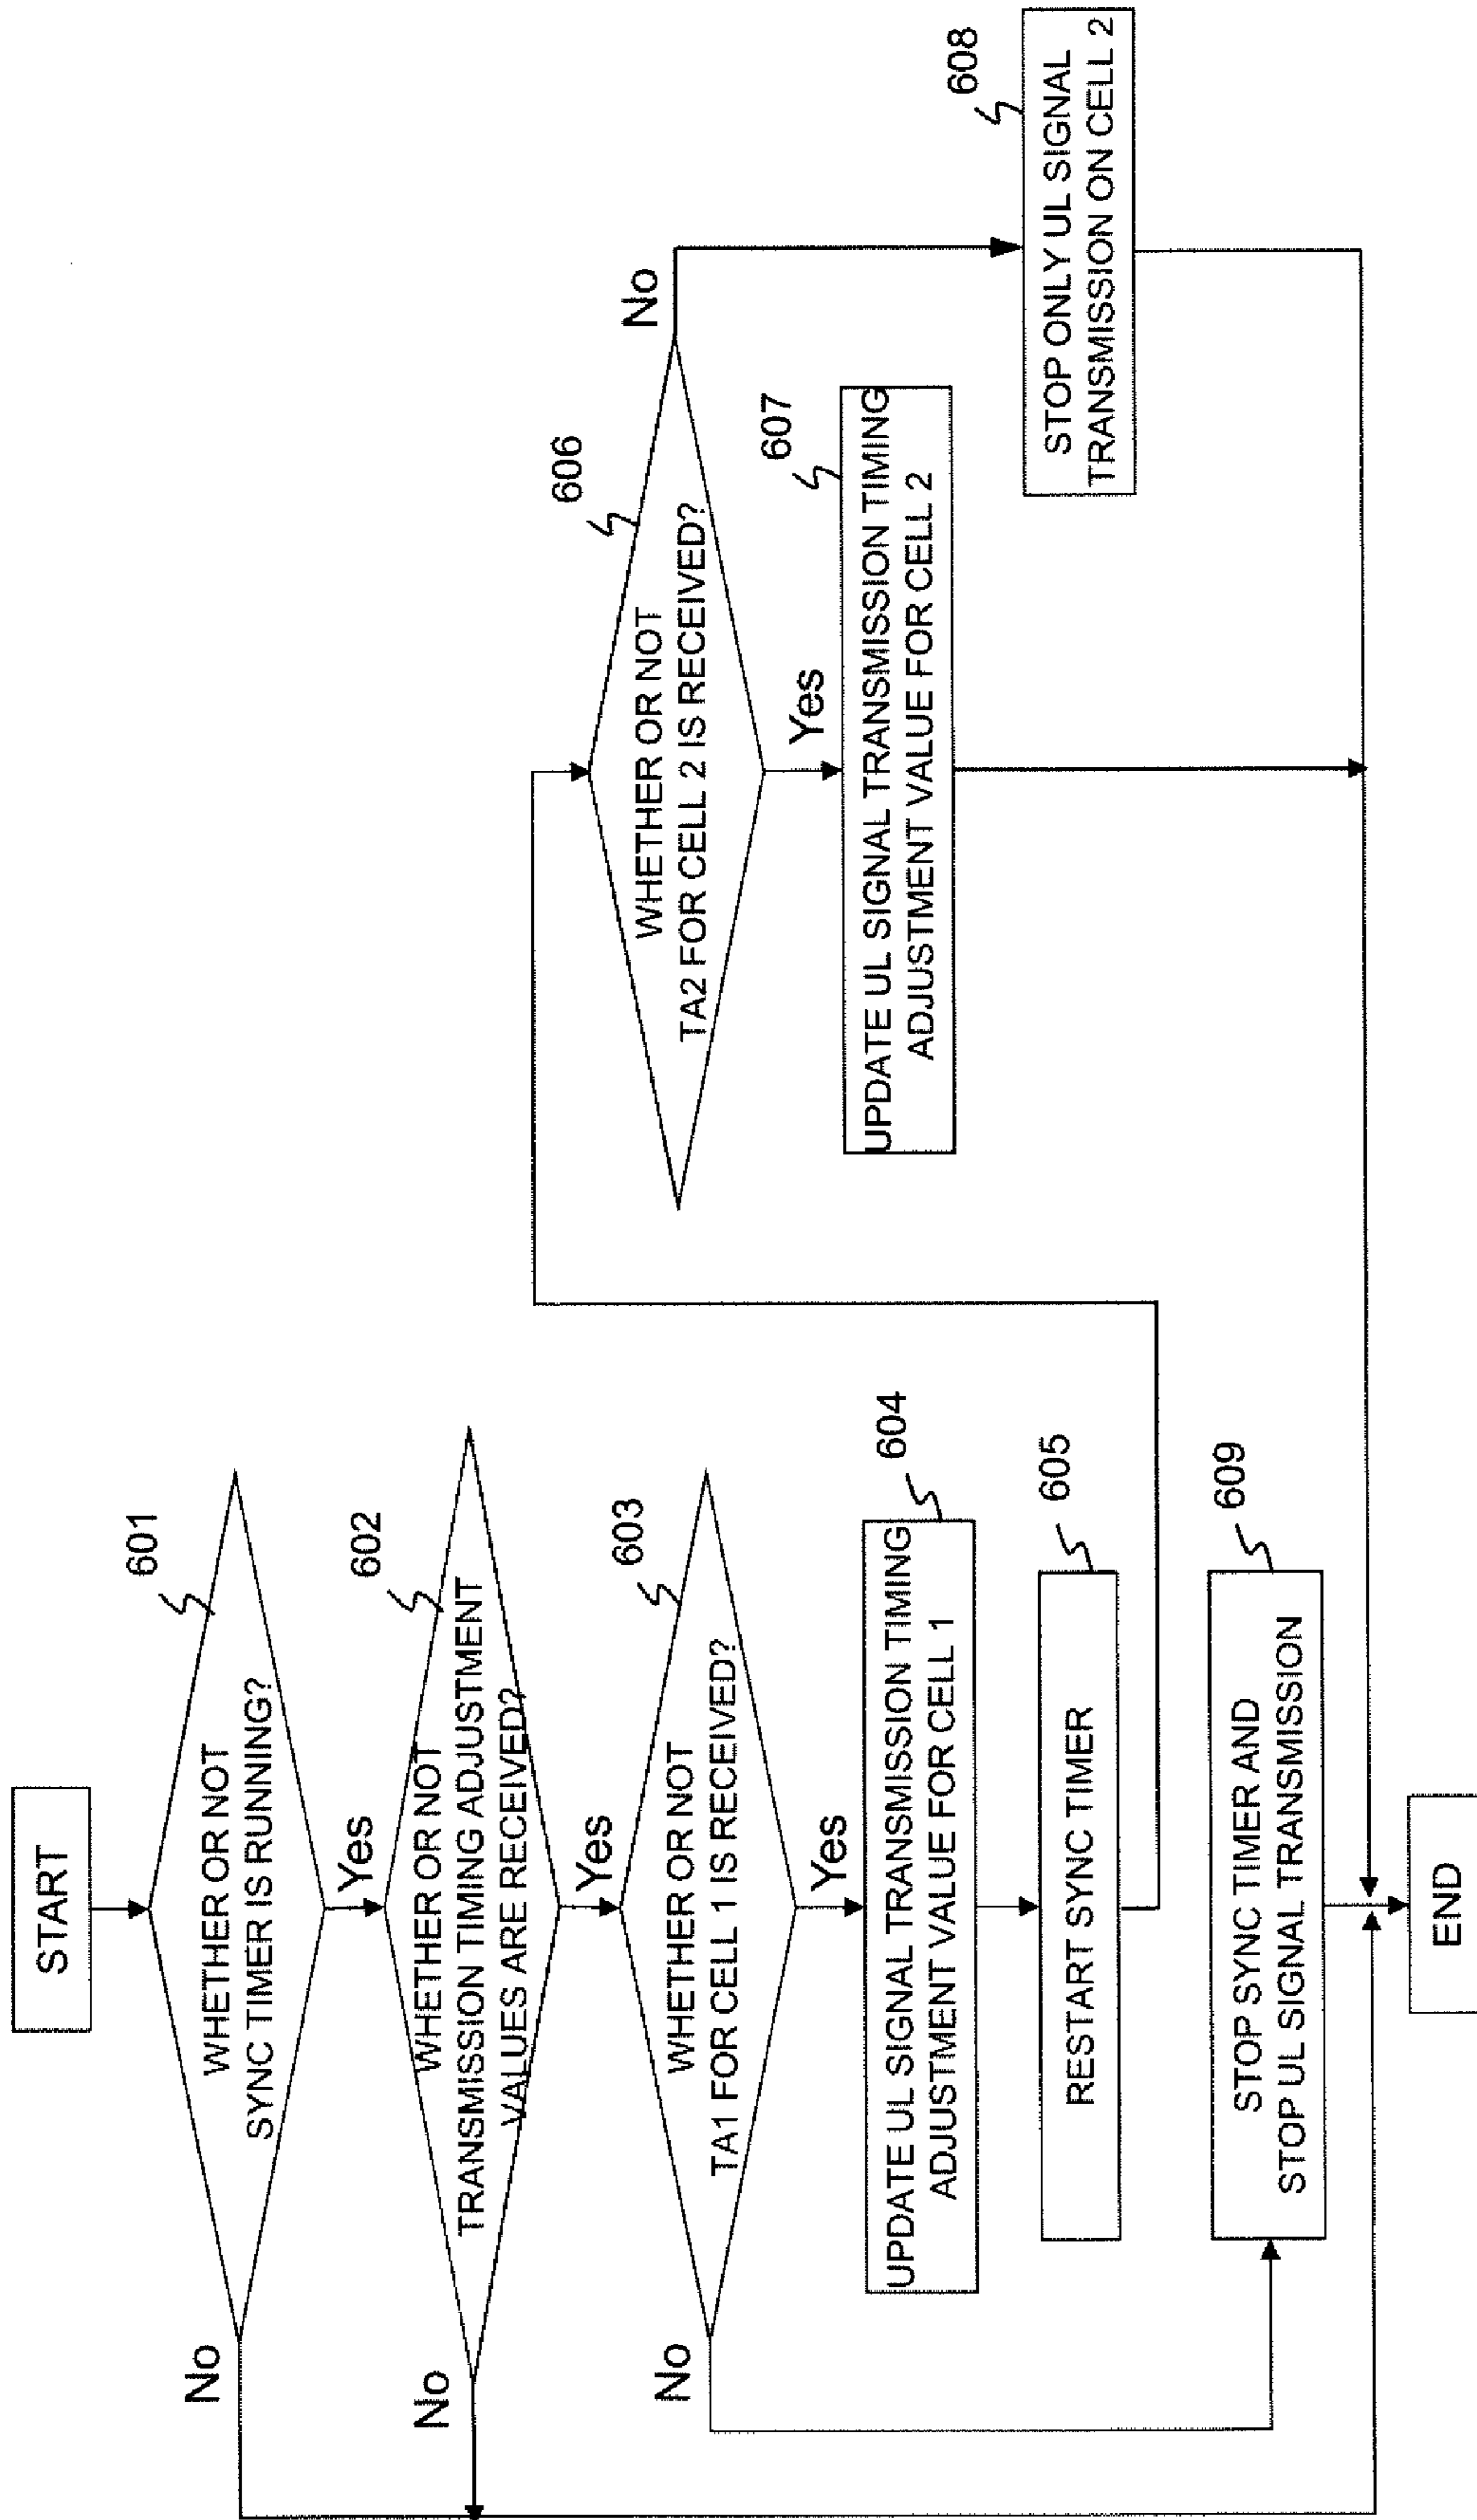 START
601
WHETHER OR NOT
SYNC TIMER IS RUNNING?
No
Yes
602
WHETHER OR NOT
TRANSMISSION TIMING ADJUSTMENT
VALUES ARE RECEIVED?
No
Yes
603
WHETHER OR NOT
TA1 FOR CELL 1 IS RECEIVED?
No
Yes
604
UPDATE UL SIGNAL TRANSMISSION TIMING
ADJUSTMENT VALUE FOR CELL 1
605
RESTART SYNC TIMER
609
STOP SYNC TIMER AND
STOP UL SIGNAL TRANSMISSION
END
606
WHETHER OR NOT
TA2 FOR CELL 2 IS RECEIVED?
No
Yes
607
UPDATE UL SIGNAL TRANSMISSION TIMING
ADJUSTMENT VALUE FOR CELL 2
608
STOP ONLY UL SIGNAL
TRANSMISSION ON CELL 2